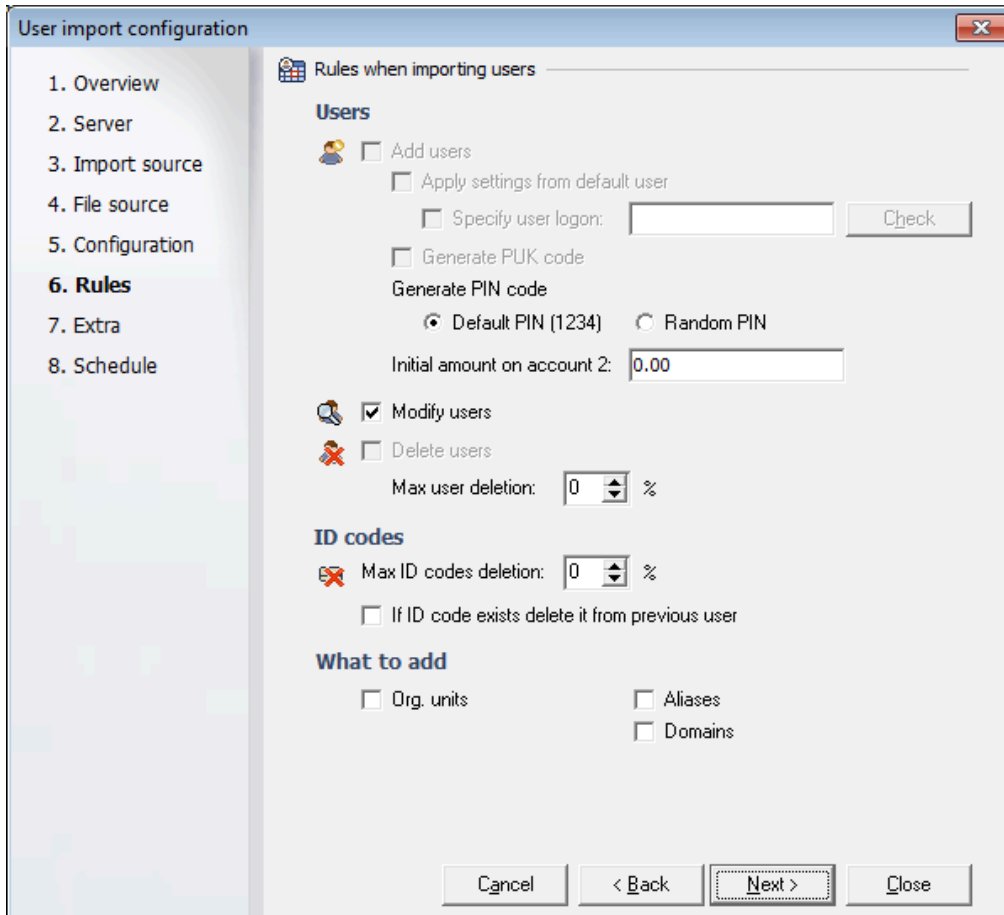 User import configuration
1. Overview
2. Server
3. Import source
4. File source
5. Configuration
6. Rules
7. Extra
8. Schedule
Rules when importing users
Users
Add users
Apply settings from default user
Specify user logon:
Check
Generate PUK code
Generate PIN code
Default PIN (1234) Random PIN
Initial amount on account 2: 0.00
Modify users
Delete users
Max user deletion: 0 %
ID codes
Max ID codes deletion: 0 %
If ID code exists delete it from previous user
What to add
Org. units Aliases
Domains
Cancel < Back Next > Close